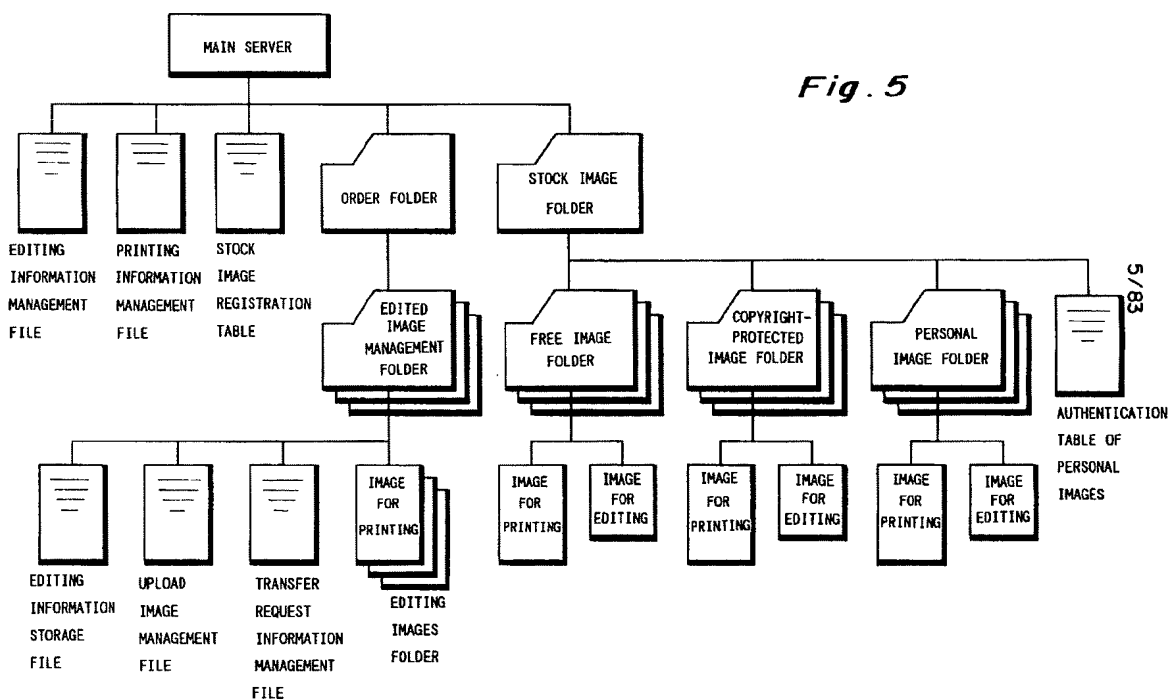 MAIN SERVER
Fig. 5
ORDER FOLDER
STOCK IMAGE
FOLDER
EDITING
INFORMATION
MANAGEMENT
FILE
PRINTING
INFORMATION
MANAGEMENT
FILE
STOCK
IMAGE
REGISTRATION
TABLE
EDITED
IMAGE
MANAGEMENT
FOLDER
FREE IMAGE
FOLDER
COPYRIGHT-
PROTECTED
IMAGE FOLDER
PERSONAL
IMAGE FOLDER
5/83
AUTHENTICATION
TABLE OF
PERSONAL
IMAGES
IMAGE
FOR
PRINTING
IMAGE
FOR
PRINTING
IMAGE
FOR
EDITING
IMAGE
FOR
PRINTING
IMAGE
FOR
EDITING
IMAGE
FOR
PRINTING
IMAGE
FOR
EDITING
EDITING
INFORMATION
STORAGE
FILE
UPLOAD
IMAGE
MANAGEMENT
FILE
TRANSFER
REQUEST
INFORMATION
MANAGEMENT
FILE
EDITING
IMAGES
FOLDER